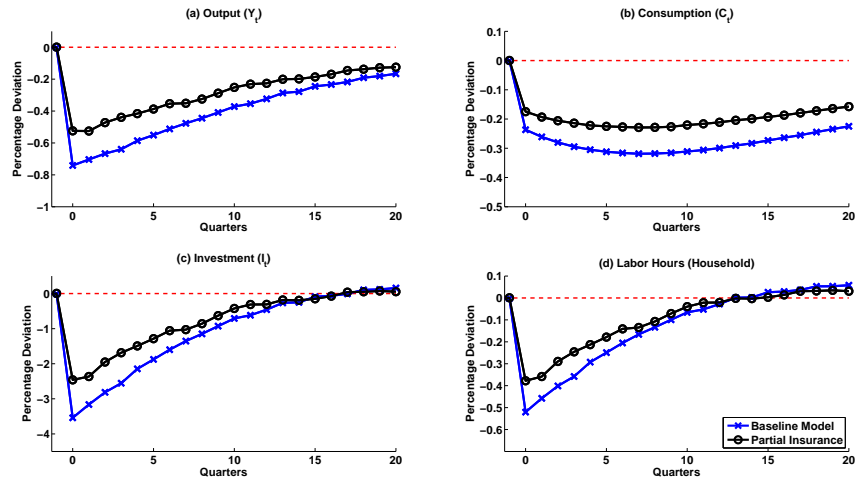 (a) Output (Yt)
0
−0.2
−0.4
−0.6
−0.8
−1
Percentage Deviation
0 5 10 15 20
Quarters
(b) Consumption (Ct)
0.1
0
−0.1
−0.2
−0.3
−0.4
−0.5
Percentage Deviation
0 5 10 15 20
Quarters
(c) Investment (It)
1
0
−1
−2
−3
−4
Percentage Deviation
0 5 10 15 20
Quarters
(d) Labor Hours (Household)
0.1
0
−0.1
−0.2
−0.3
−0.4
−0.5
−0.6
Percentage Deviation
0 5 10 15 20
Quarters
Baseline Model
Partial Insurance